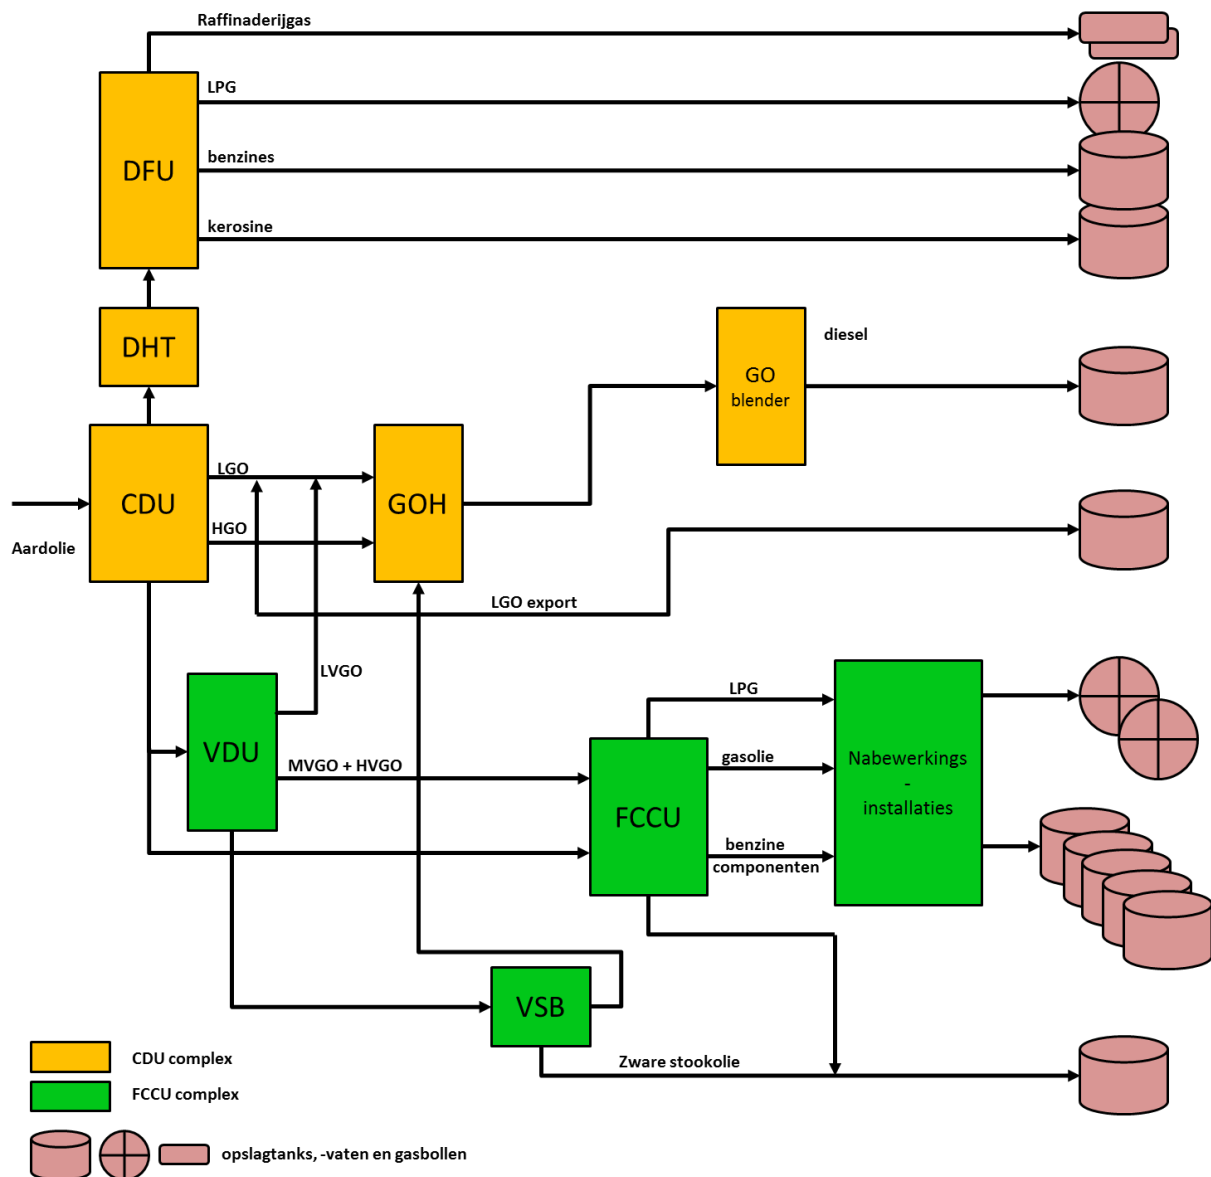 Raffinaderijgas
LPG
DFU
benzines
kerosine
DHT
diesel
GO
blender
LGO
CDU
GOH
HGO
Aardolie
LGO export
LVGO
LPG
VDU
gasolie
Nabewerkings
-
installaties
MVGO + HVGO
FCCU
benzine
componenten
VSB
Zware stookolie
CDU complex
FCCU complex
opslagtanks, -vaten en gasbollen